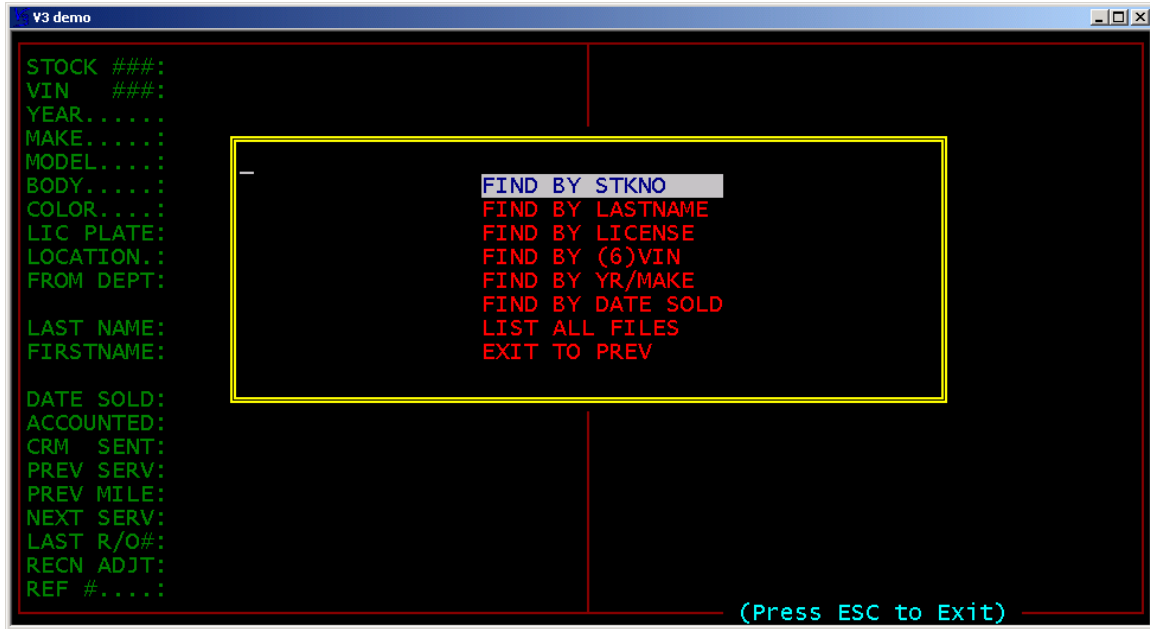 V3 demo
STOCK ###:
VIN   ###:
YEAR......
MAKE.....:
MODEL....:
BODY.....:
COLOR....:
LIC PLATE:
LOCATION.:
FROM DEPT:
LAST NAME:
FIRSTNAME:
DATE SOLD:
ACCOUNTED:
CRM  SENT:
PREV SERV:
PREV MILE:
NEXT SERV:
LAST R/O#:
RECN ADJT:
REF #....:
FIND BY STKNO
FIND BY LASTNAME
FIND BY LICENSE
FIND BY (6)VIN
FIND BY YR/MAKE
FIND BY DATE SOLD
LIST ALL FILES
EXIT TO PREV
(Press ESC to Exit)